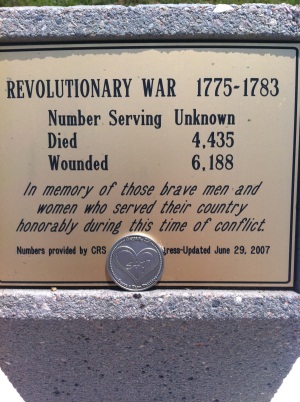 REVOLUTIONARY WAR 1775-1783
Number Serving Unknown
Died 4,435
Wounded 6,188
In memory of those brave men and
women who served their country
honorably during this time of conflict.
Numbers provided by CRS ress-Updated June 29, 2007